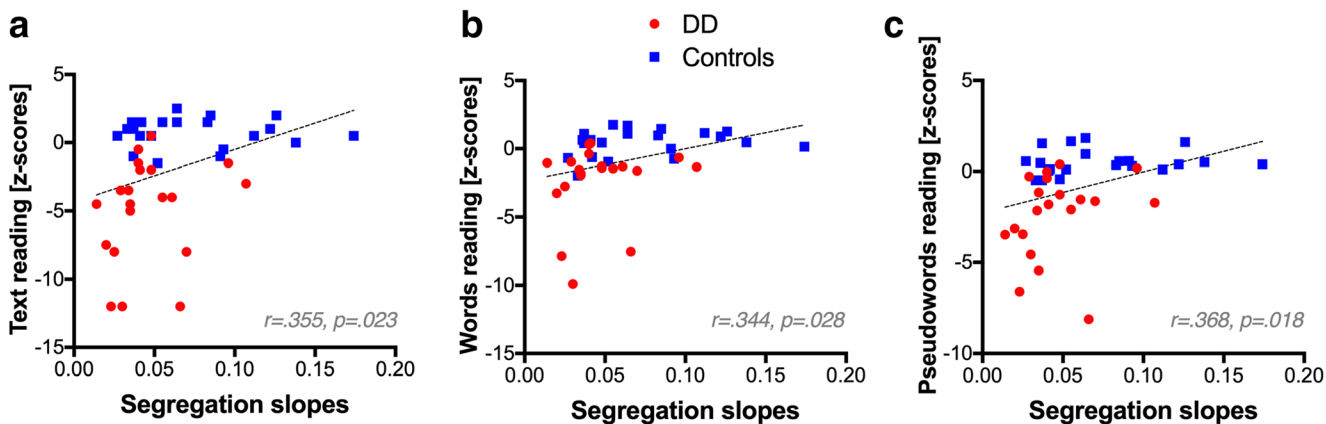 a
b
c
DD
Controls
Text reading [z-scores]
5
0
-5
-10
-15
0.00 0.05 0.10 0.15 0.20
Segregation slopes
r=.355, p=.023
Words reading [z-scores]
5
0
-5
-10
-15
0.00 0.05 0.10 0.15 0.20
Segregation slopes
r=.344, p=.028
Pseudowords reading [z-scores]
5
0
-5
-10
0.00 0.05 0.10 0.15 0.20
Segregation slopes
r=.368, p=.018